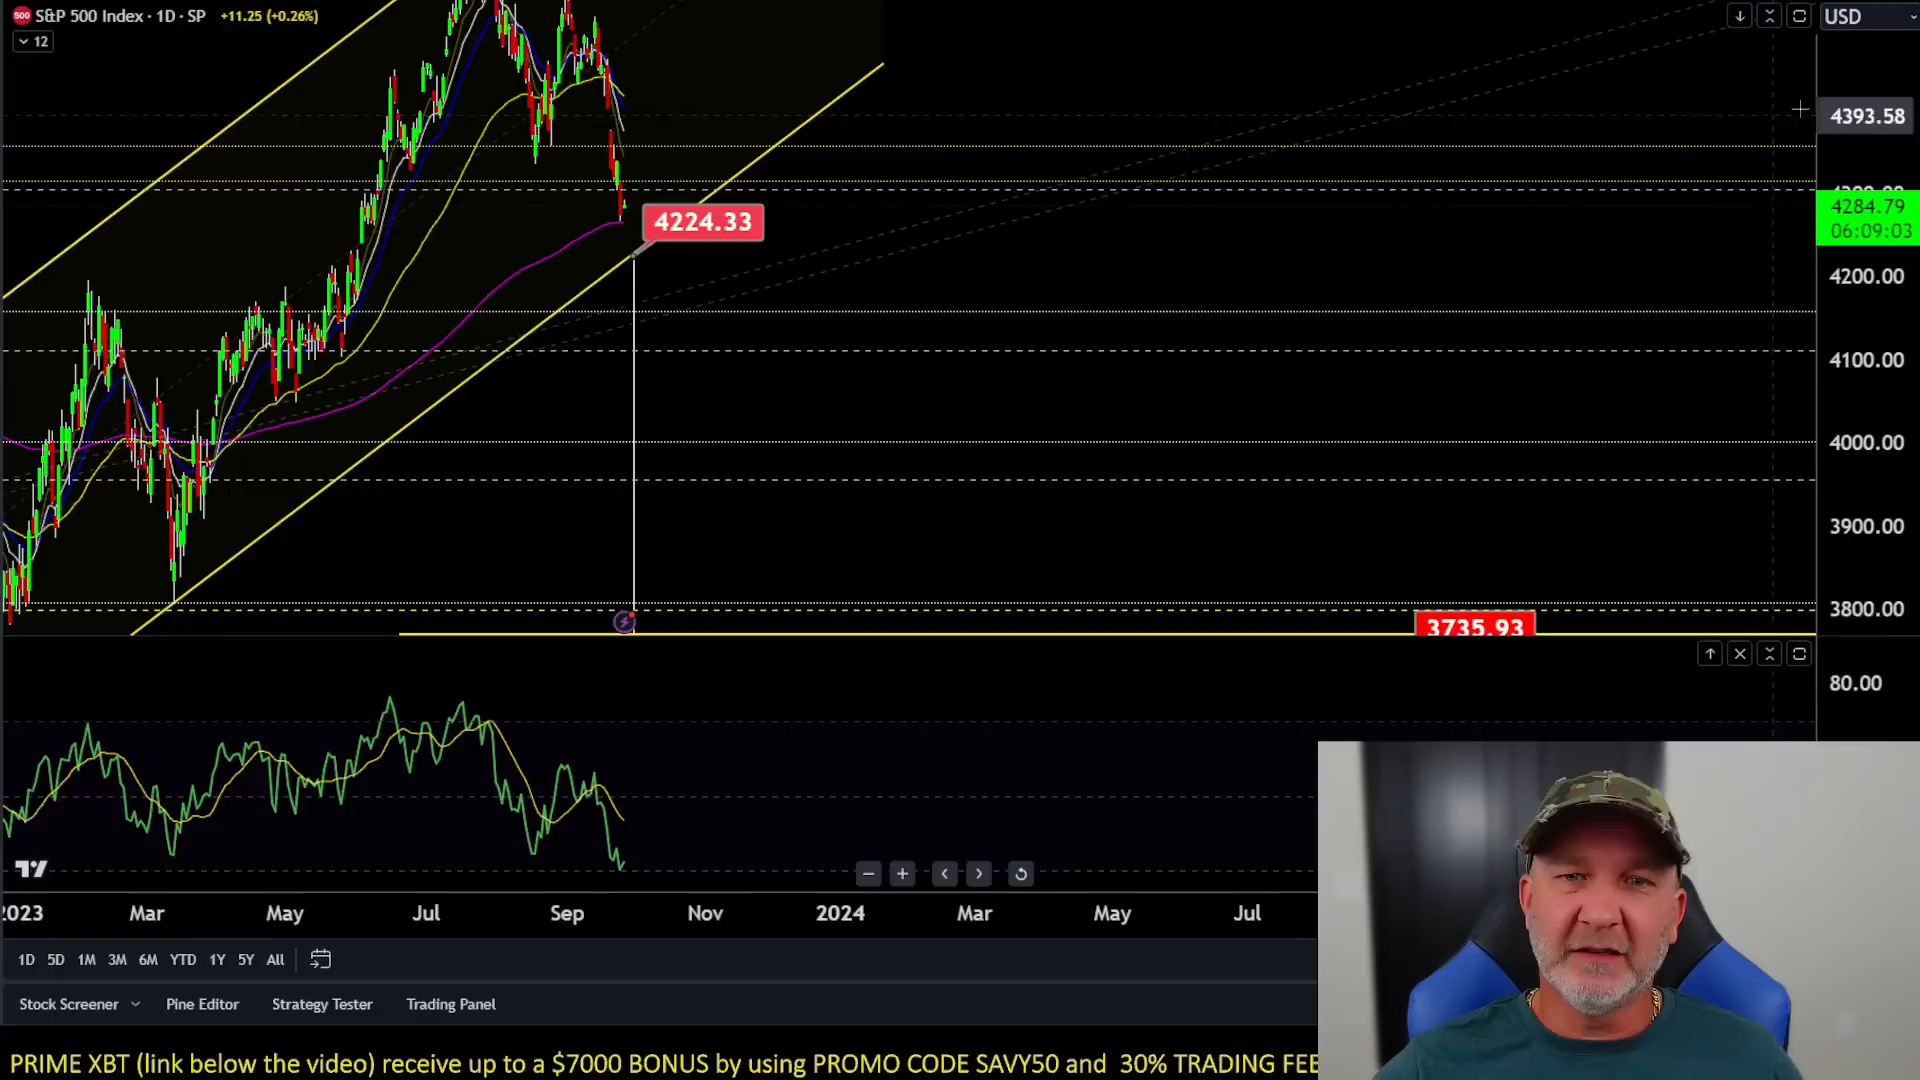 500 S&P 500 Index · 1D · SP +11.25 (+0.26%)
12
USD
4393.58
4284.79
06:09:03
4224.33
4200.00
4100.00
4000.00
3900.00
3800.00
3735.93
80.00
2023 Mar May Jul Sep Nov 2024 Mar May Jul
1D 5D 1M 3M 6M YTD 1Y 5Y All
Stock Screener Pine Editor Strategy Tester Trading Panel
PRIME XBT (link below the video) receive up to a $7000 BONUS by using PROMO CODE SAVY50 and 30% TRADING FEE